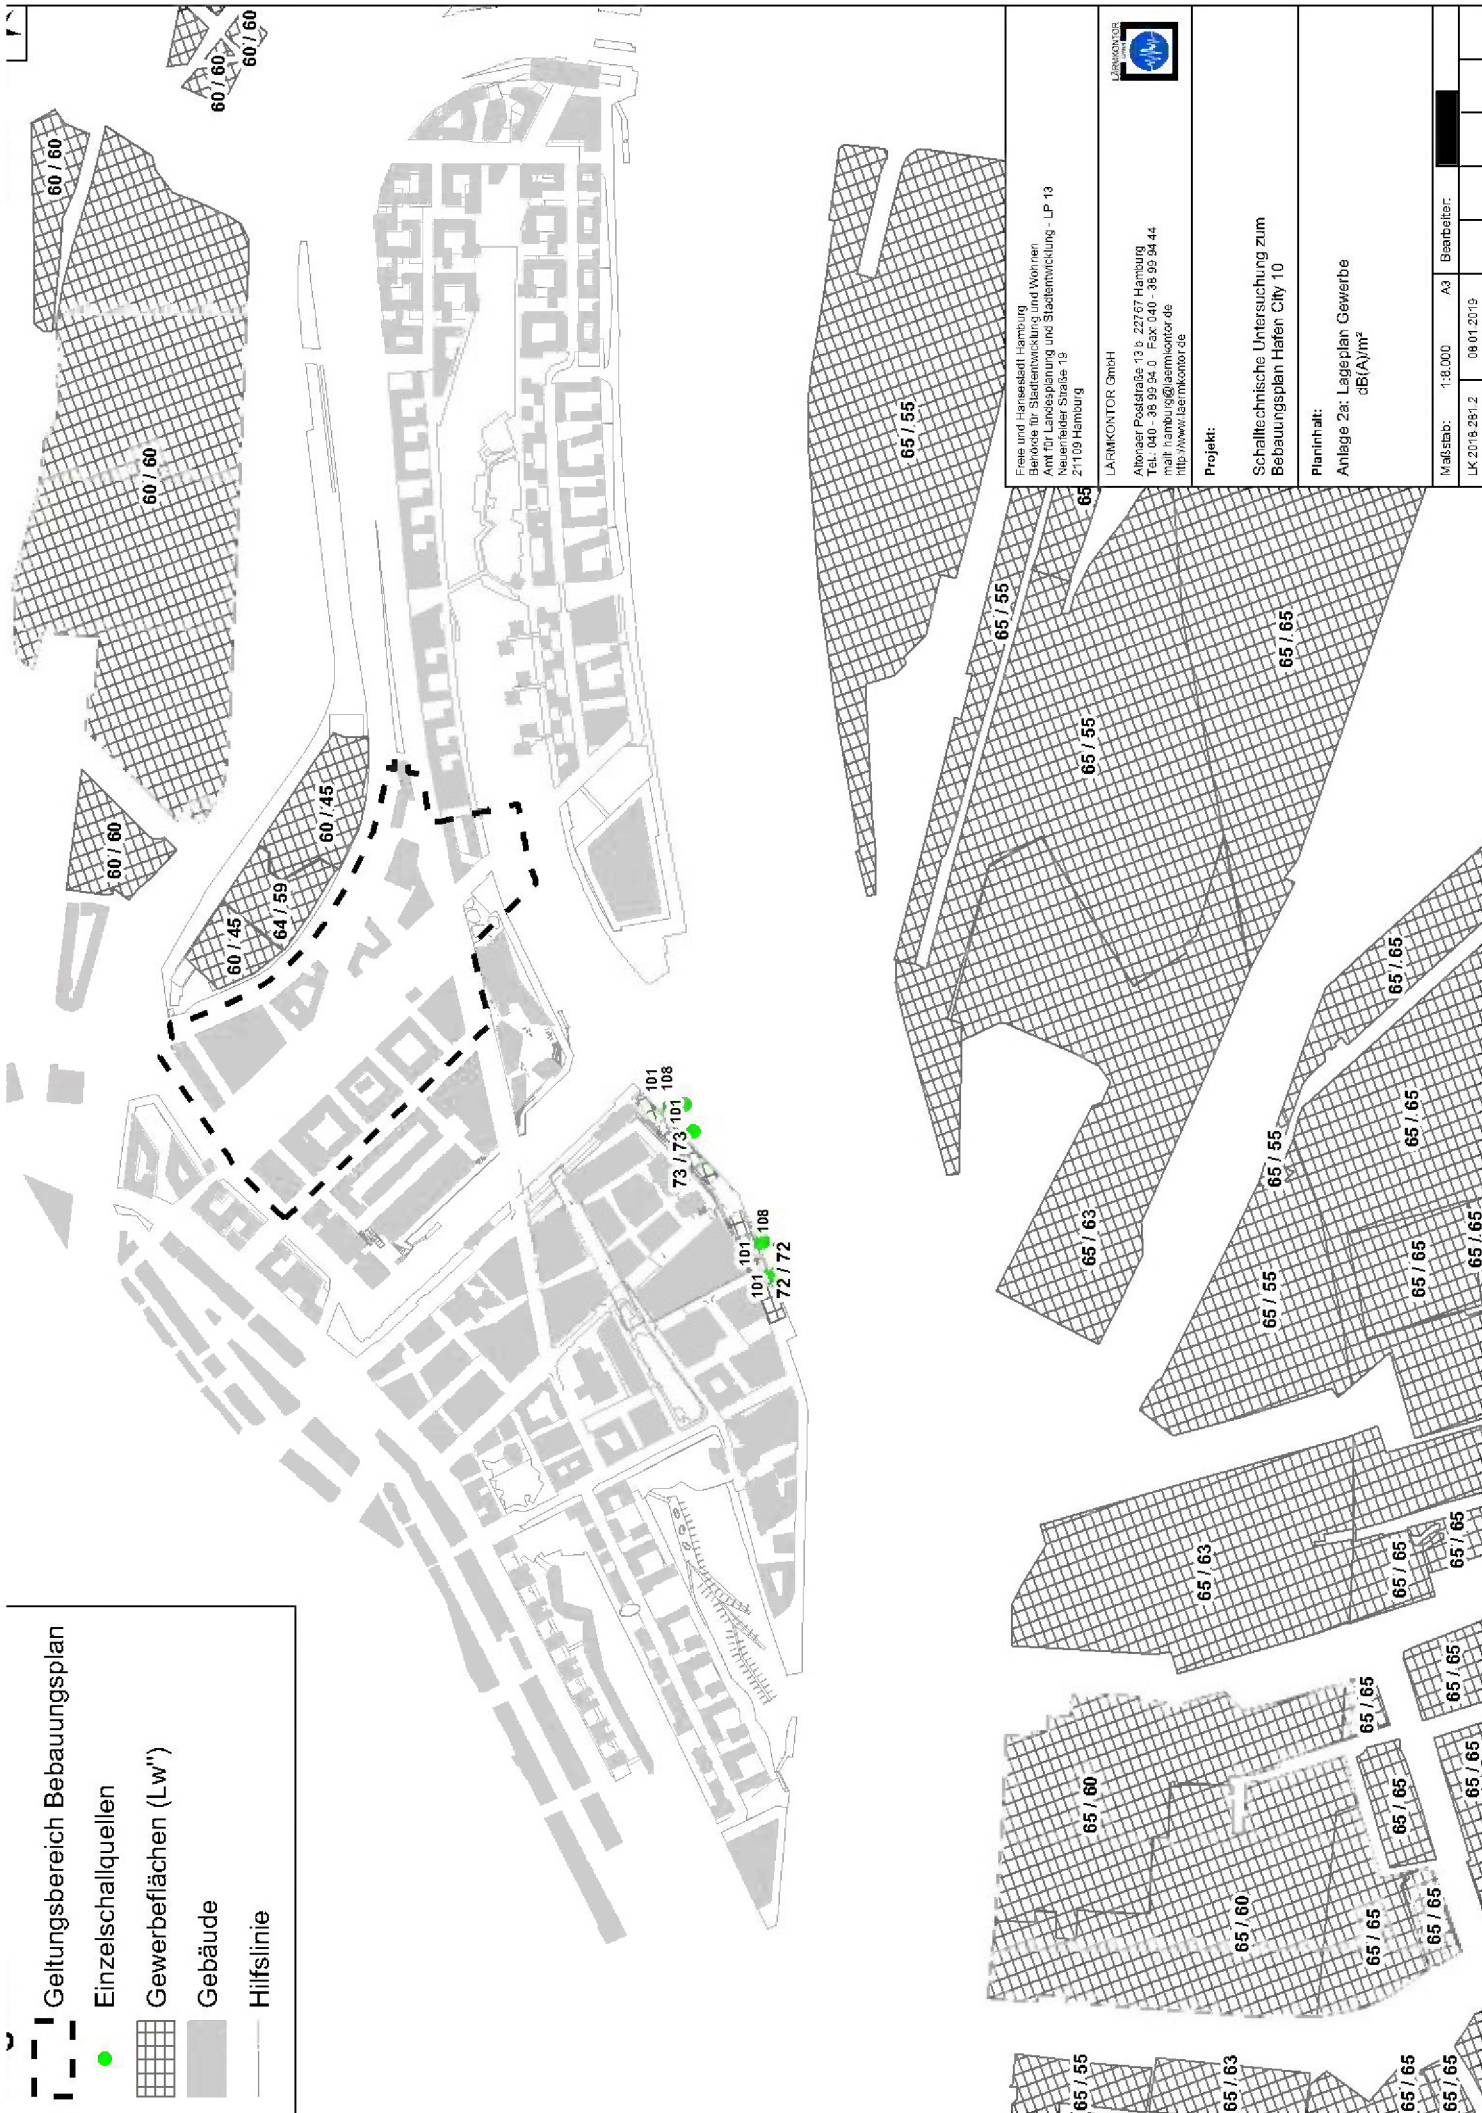 Geltungsbereich Bebauungsplan
Einzelschallquellen
Gewerbeflächen (Lw")
Gebäude
Hilfslinie
60 / 60
60 / 60
60 / 60
60 / 60
60 / 60
60 / 45
64 / 59
60 / 45
101
108
101
73 / 73
108
101
101
72 / 72
65 / 55
65 / 55
65
65 / 55
65 / 65
65 / 63
65 / 65
65 / 55
65 / 65
65 / 55
65 / 65
65 / 65
65 / 63
65 / 65
65 / 65
65 / 60
65 / 65
65 / 65
65 / 65
65 / 65
65 / 60
65 / 65
65 / 65
65 / 55
65 / 63
65 / 65
65 / 65
Freie und Hansestadt Hamburg
Behörde für Stadtentwicklung und Wohnen
Amt für Landesplanung und Stadtentwicklung - LP 13
Neuenfelder Straße 19
21109 Hamburg
LÄRMKONTOR
LÄRMKONTOR GmbH
Altonaer Poststraße 13 b 22767 Hamburg
Tel.: 040 - 38 99 94.0 Fax: 040 - 38 99 94 44
mail: hamburg@laermkontor.de
http://www.laermkontor.de
Projekt:
Schalltechnische Untersuchung zum
Bebauungsplan Hafen City 10
Planinhalt:
Anlage 2a: Lageplan Gewerbe
dB(A)/m²
Maßstab: 1:8.000 A3 Bearbeiter:
LK 2018.281.2 08.01.2019